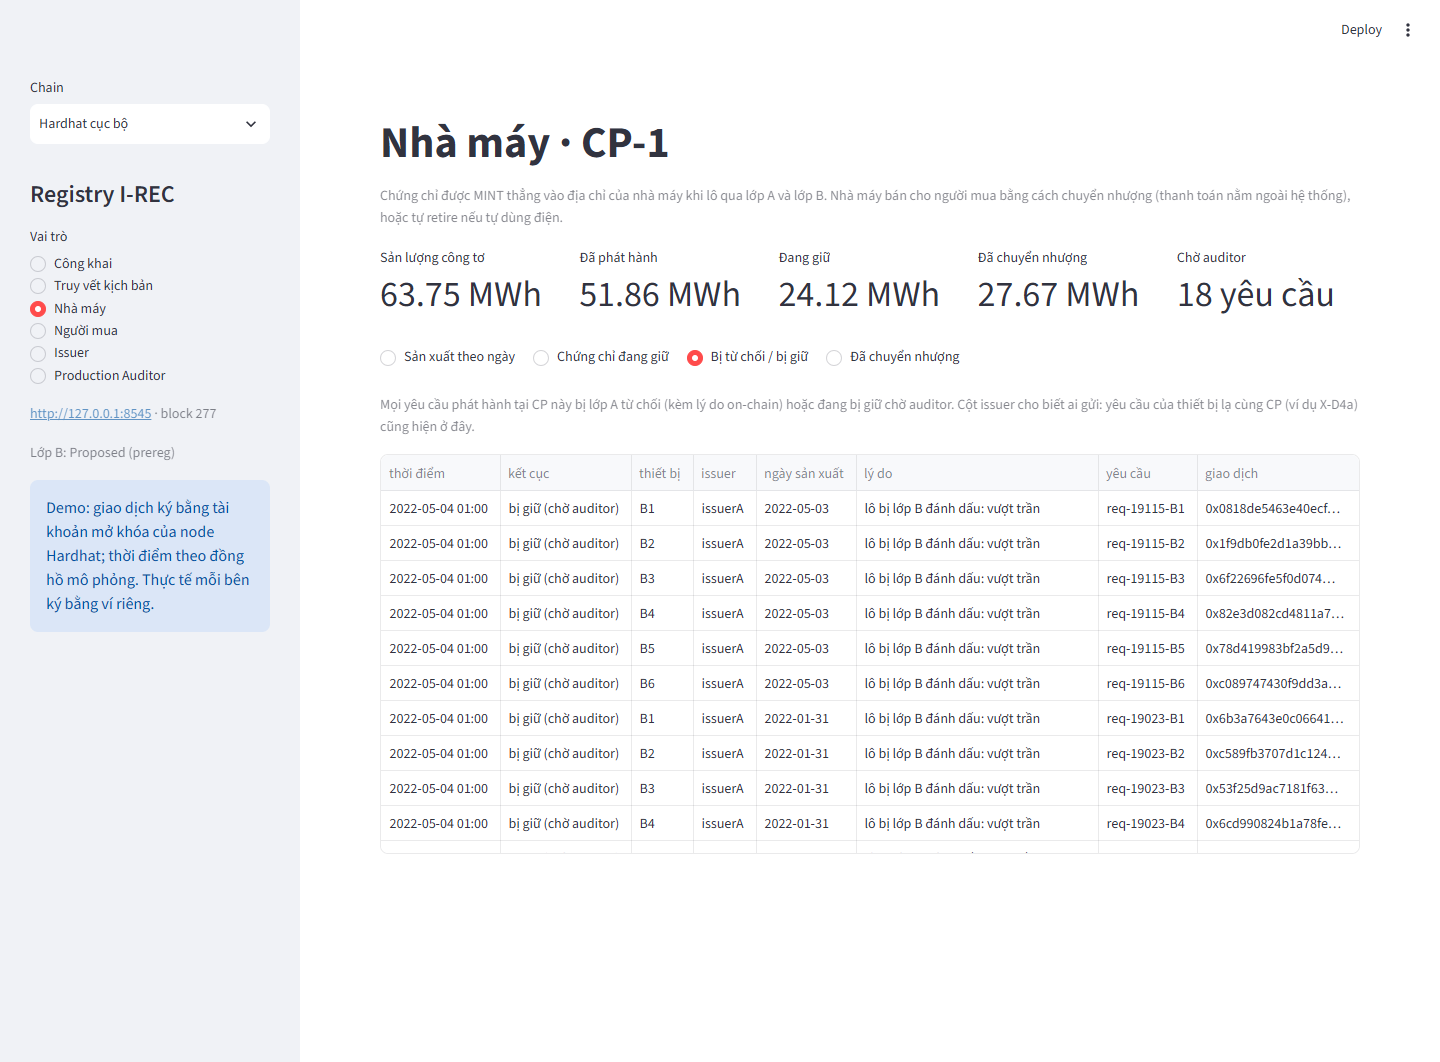 Deploy
Chain
Hardhat cục bộ
Registry I-REC
Vai trò
Công khai
Truy vết kịch bản
Nhà máy
Người mua
Issuer
Production Auditor
http://127.0.0.1:8545 · block 277
Lớp B: Proposed (prereg)
Demo: giao dịch ký bằng tài
khoản mở khóa của node
Hardhat; thời điểm theo đồng
hồ mô phỏng. Thực tế mỗi bên
ký bằng ví riêng.
Nhà máy · CP-1
Chứng chỉ được MINT thẳng vào địa chỉ của nhà máy khi lô qua lớp A và lớp B. Nhà máy bán cho người mua bằng cách chuyển nhượng (thanh toán nằm ngoài hệ thống),
hoặc tự retire nếu tự dùng điện.
Sản lượng công tơ Đã phát hành Đang giữ Đã chuyển nhượng Chờ auditor
63.75 MWh 51.86 MWh 24.12 MWh 27.67 MWh 18 yêu cầu
Sản xuất theo ngày Chứng chỉ đang giữ Bị từ chối / bị giữ Đã chuyển nhượng
Mọi yêu cầu phát hành tại CP này bị lớp A từ chối (kèm lý do on-chain) hoặc đang bị giữ chờ auditor. Cột issuer cho biết ai gửi: yêu cầu của thiết bị lạ cùng CP (ví dụ X-D4a)
cũng hiện ở đây.
thời điểm kết cục thiết bị issuer ngày sản xuất lý do yêu cầu giao dịch
2022-05-04 01:00 bị giữ (chờ auditor) B1 issuerA 2022-05-03 lô bị lớp B đánh dấu: vượt trần req-19115-B1 0x0818de5463e40ecf…
2022-05-04 01:00 bị giữ (chờ auditor) B2 issuerA 2022-05-03 lô bị lớp B đánh dấu: vượt trần req-19115-B2 0x1f9db0fe2d1a39bb…
2022-05-04 01:00 bị giữ (chờ auditor) B3 issuerA 2022-05-03 lô bị lớp B đánh dấu: vượt trần req-19115-B3 0x6f22696fe5f0d074…
2022-05-04 01:00 bị giữ (chờ auditor) B4 issuerA 2022-05-03 lô bị lớp B đánh dấu: vượt trần req-19115-B4 0x82e3d082cd4811a7…
2022-05-04 01:00 bị giữ (chờ auditor) B5 issuerA 2022-05-03 lô bị lớp B đánh dấu: vượt trần req-19115-B5 0x78d419983bf2a5d9…
2022-05-04 01:00 bị giữ (chờ auditor) B6 issuerA 2022-05-03 lô bị lớp B đánh dấu: vượt trần req-19115-B6 0xc089747430f9dd3a…
2022-05-04 01:00 bị giữ (chờ auditor) B1 issuerA 2022-01-31 lô bị lớp B đánh dấu: vượt trần req-19023-B1 0x6b3a7643e0c06641…
2022-05-04 01:00 bị giữ (chờ auditor) B2 issuerA 2022-01-31 lô bị lớp B đánh dấu: vượt trần req-19023-B2 0xc589fb3707d1c124…
2022-05-04 01:00 bị giữ (chờ auditor) B3 issuerA 2022-01-31 lô bị lớp B đánh dấu: vượt trần req-19023-B3 0x53f25d9ac7181f63…
2022-05-04 01:00 bị giữ (chờ auditor) B4 issuerA 2022-01-31 lô bị lớp B đánh dấu: vượt trần req-19023-B4 0x6cd990824b1a78fe…